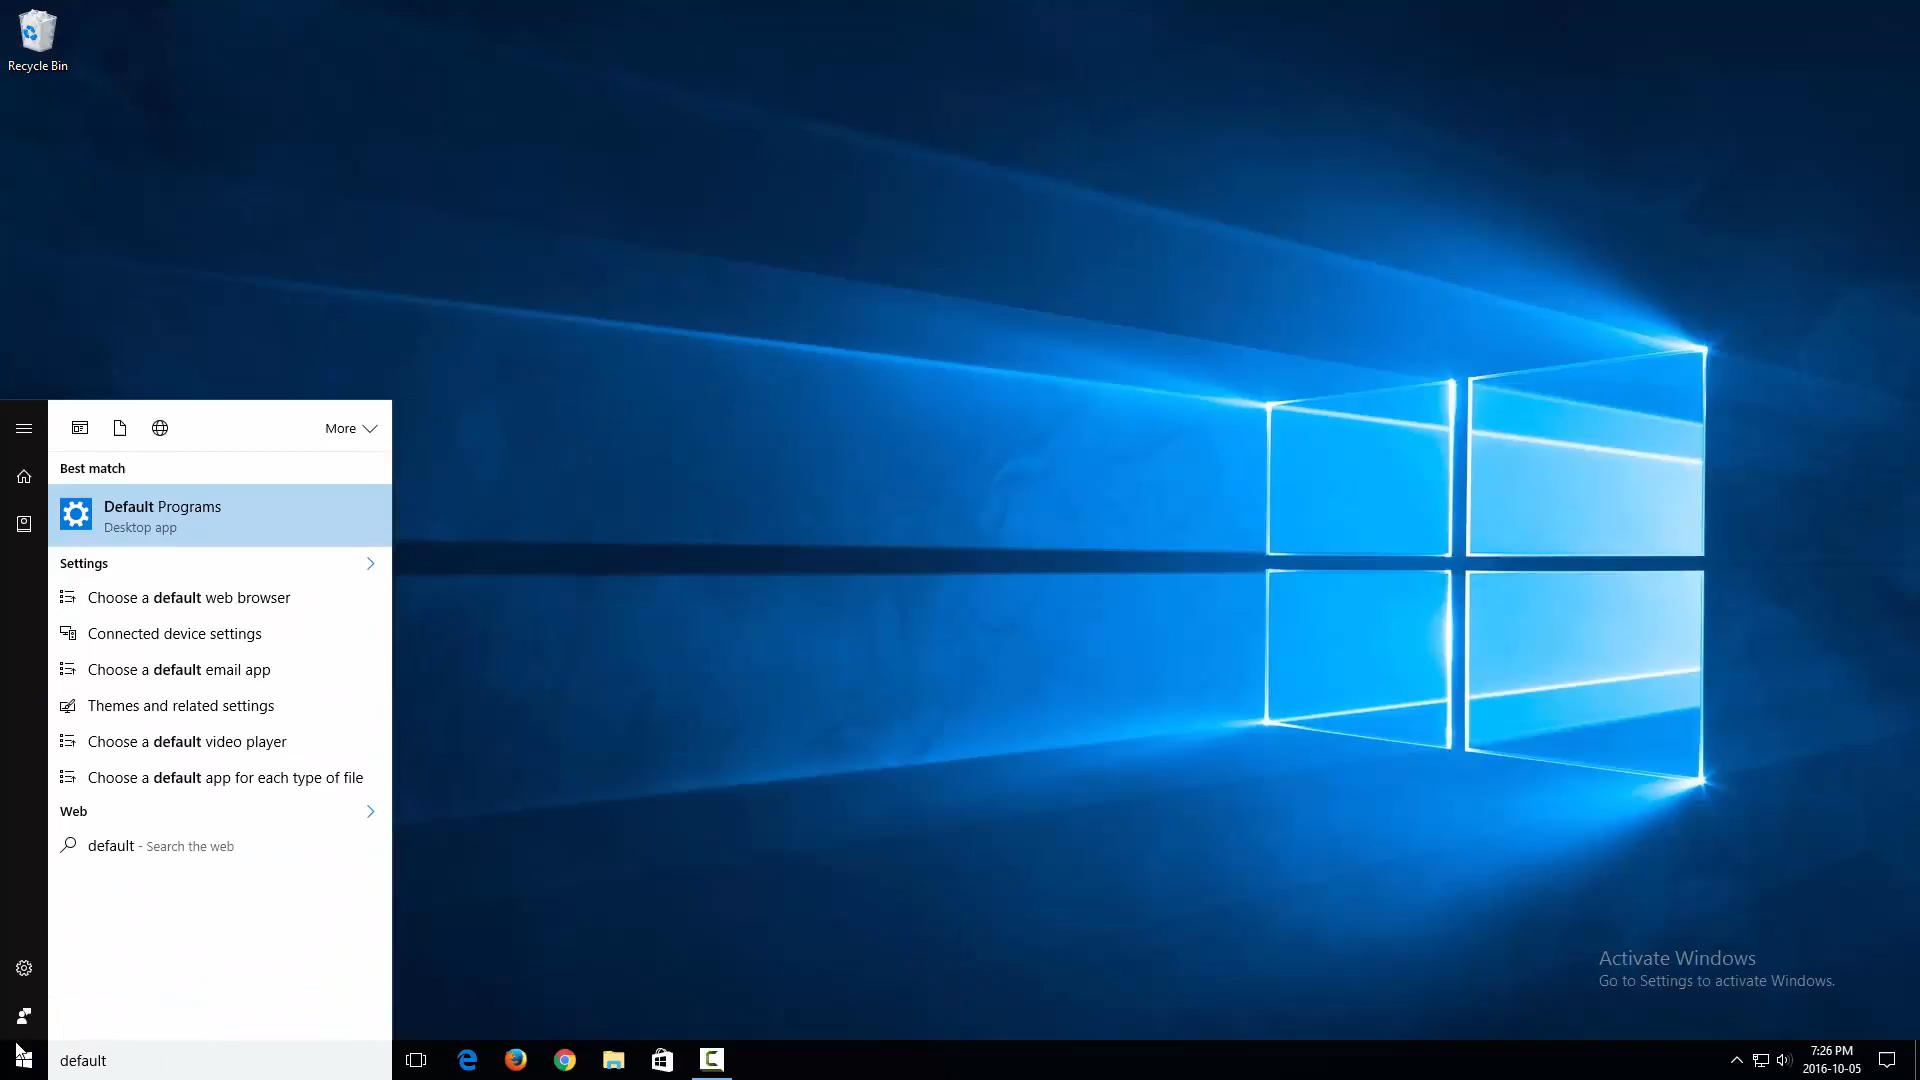 Recycle Bin
More
Best match
Default Programs
Desktop app
Settings
Choose a default web browser
Connected device settings
Choose a default email app
Themes and related settings
Choose a default video player
Choose a default app for each type of file
Web
default - Search the web
Activate Windows
Go to Settings to activate Windows.
default
7:26 PM
2016-10-05